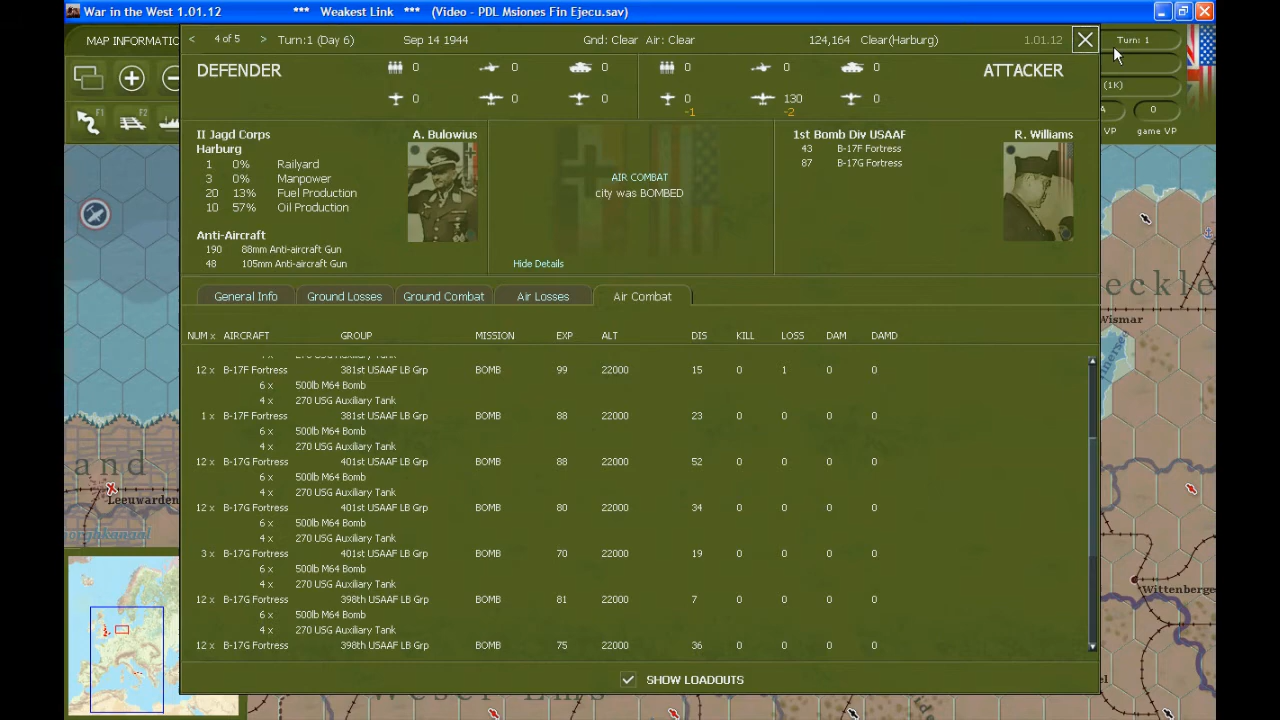 War in the West 1.01.12 *** Weakest Link *** (Video - PDL Msiones Fin Ejecu.sav)
MAP INFORMATIO
< 4 of 5 > Turn:1 (Day 6) Sep 14 1944 Gnd: Clear Air: Clear 124,164 Clear(Harburg) 1.01.12
Turn: 1
(1K)
A 0
VP game VP
F1 F2
DEFENDER 0 0 0 0 0 0 ATTACKER
0 0 0 0 130 0
-1 -2
II Jagd Corps A. Bulowius
Harburg
1 0% Railyard
3 0% Manpower
20 13% Fuel Production
10 57% Oil Production
Anti-Aircraft
190 88mm Anti-aircraft Gun
48 105mm Anti-aircraft Gun
AIR COMBAT
city was BOMBED
Hide Details
1st Bomb Div USAAF R. Williams
43 B-17F Fortress
87 B-17G Fortress
General Info Ground Losses Ground Combat Air Losses Air Combat
NUM x AIRCRAFT GROUP MISSION EXP ALT DIS KILL LOSS DAM DAMD
4 x 270 USG Auxiliary Tank
12 x B-17F Fortress 381st USAAF LB Grp BOMB 99 22000 15 0 1 0 0
6 x 500lb M64 Bomb
4 x 270 USG Auxiliary Tank
1 x B-17G Fortress 381st USAAF LB Grp BOMB 88 22000 23 0 0 0 0
6 x 500lb M64 Bomb
4 x 270 USG Auxiliary Tank
12 x B-17G Fortress 401st USAAF LB Grp BOMB 88 22000 52 0 0 0 0
6 x 500lb M64 Bomb
4 x 270 USG Auxiliary Tank
12 x B-17G Fortress 401st USAAF LB Grp BOMB 80 22000 34 0 0 0 0
6 x 500lb M64 Bomb
4 x 270 USG Auxiliary Tank
3 x B-17G Fortress 401st USAAF LB Grp BOMB 70 22000 19 0 0 0 0
6 x 500lb M64 Bomb
4 x 270 USG Auxiliary Tank
12 x B-17G Fortress 398th USAAF LB Grp BOMB 81 22000 7 0 0 0 0
6 x 500lb M64 Bomb
4 x 270 USG Auxiliary Tank
12 x B-17G Fortress 398th USAAF LB Grp BOMB 75 22000 36 0 0 0 0
SHOW LOADOUTS
and
Leeuwarden
eckle
Wismar
Wittenberge
el
Weser Ems